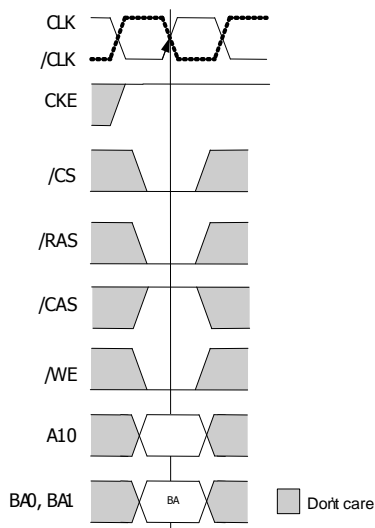 CLK
/CLK
CKE
/CS
/RAS
/CAS
/WE
A10
BA0, BA1
BA
Don't care